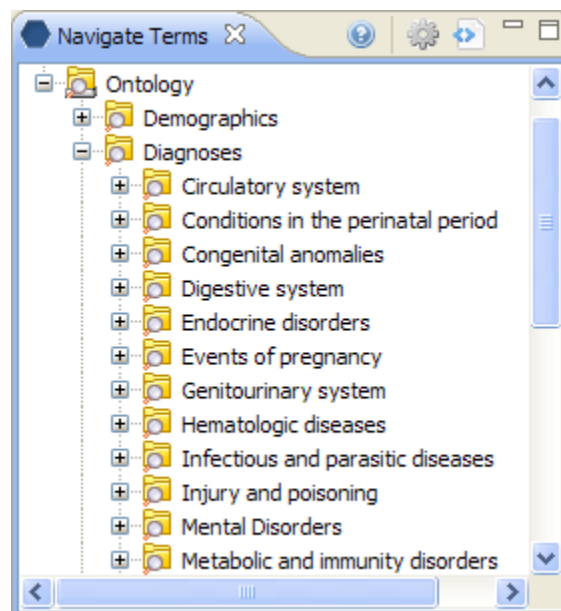 Navigate Terms
Ontology
Demographics
Diagnoses
Circulatory system
Conditions in the perinatal period
Congenital anomalies
Digestive system
Endocrine disorders
Events of pregnancy
Genitourinary system
Hematologic diseases
Infectious and parasitic diseases
Injury and poisoning
Mental Disorders
Metabolic and immunity disorders